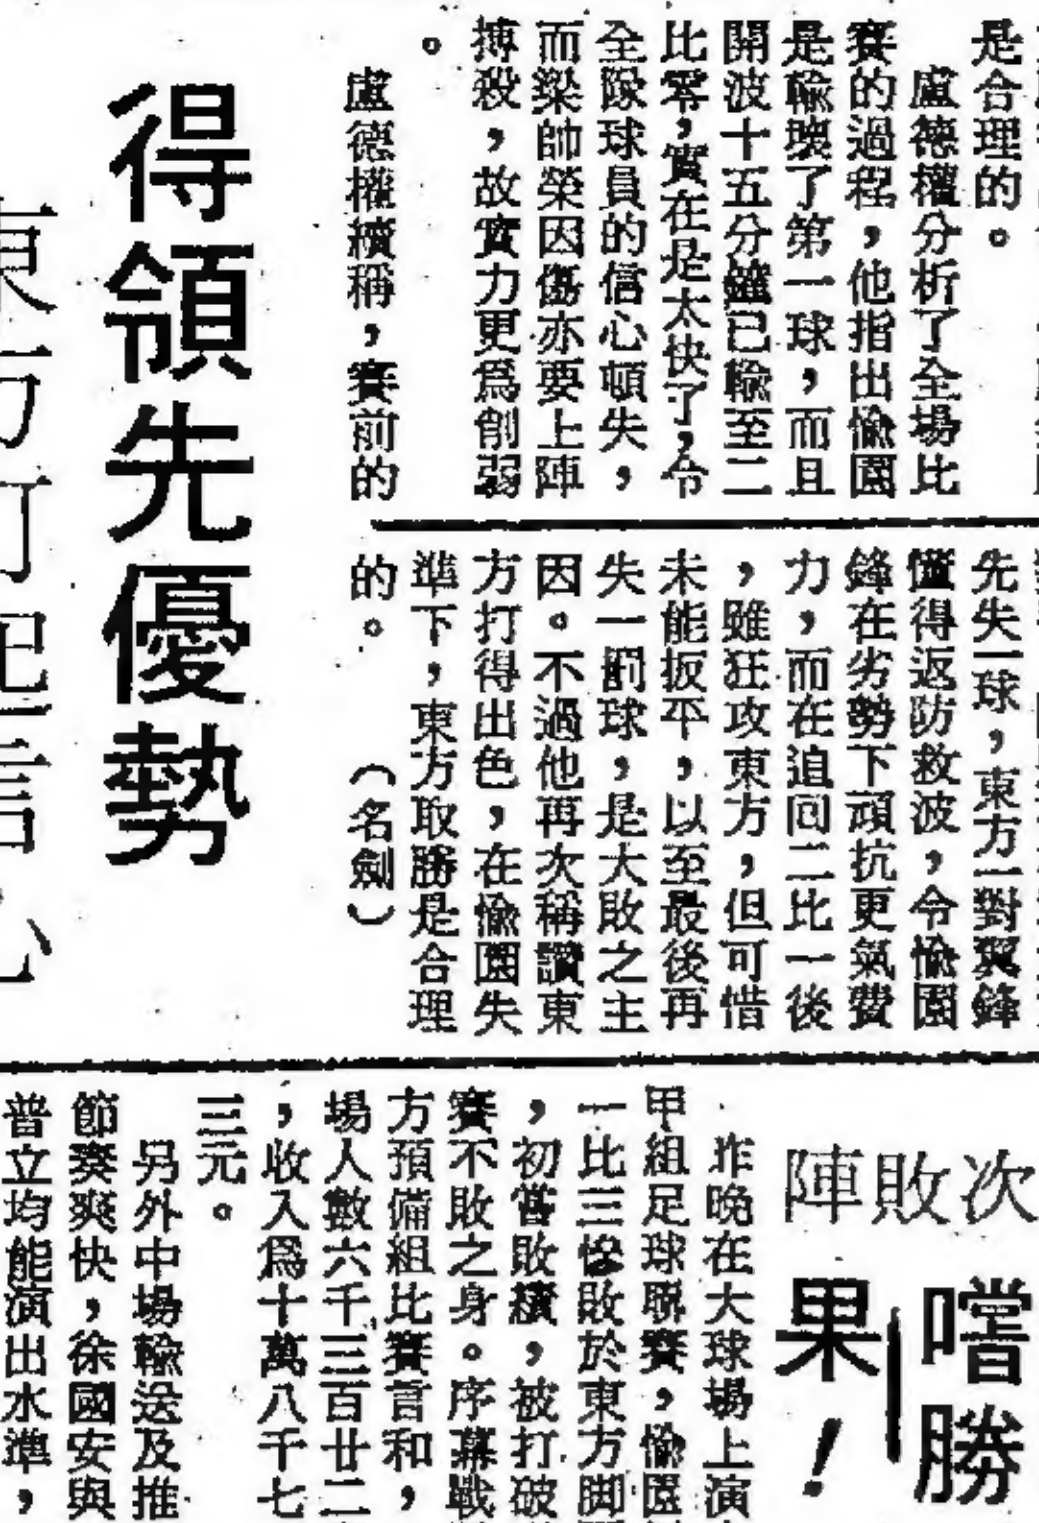 是合理的。
盧德權分析了全場比
賽的過程，他指出愉園
是輸壞了第一球，而且
開波十五分鐘已輸至二
比零，實在是太快了，令
全隊球員的信心頓失，
而梁帥榮因傷亦要上陣
搏殺，故實力更爲削弱
。
盧德權續稱，賽前的
先失一球，東方一對翼鋒
懂得返防救波，令愉園
鋒在劣勢下頑抗更氣費
力，而在追回二比一後
，雖狂攻東方，但可惜
未能扳平，以至最後再
失一罰球，是大敗之主
因。不過他再次稱讚東
方打得出色，在愉園失
準下，東方取勝是合理
的。（名劍）
得領先優勢
東方打起信心
次敗陣
嚐勝
果！
昨晚在大球場上演
甲組足球聯賽，愉園
一比三慘敗於東方脚
，初嘗敗績，被打破
賽不敗之身。序幕戰
方預備組比賽言和，
場人數六千三百廿二
，收入爲十萬八千七
三元。
另外中場輸送及推
節奏爽快，徐國安與
普立均能演出水準，